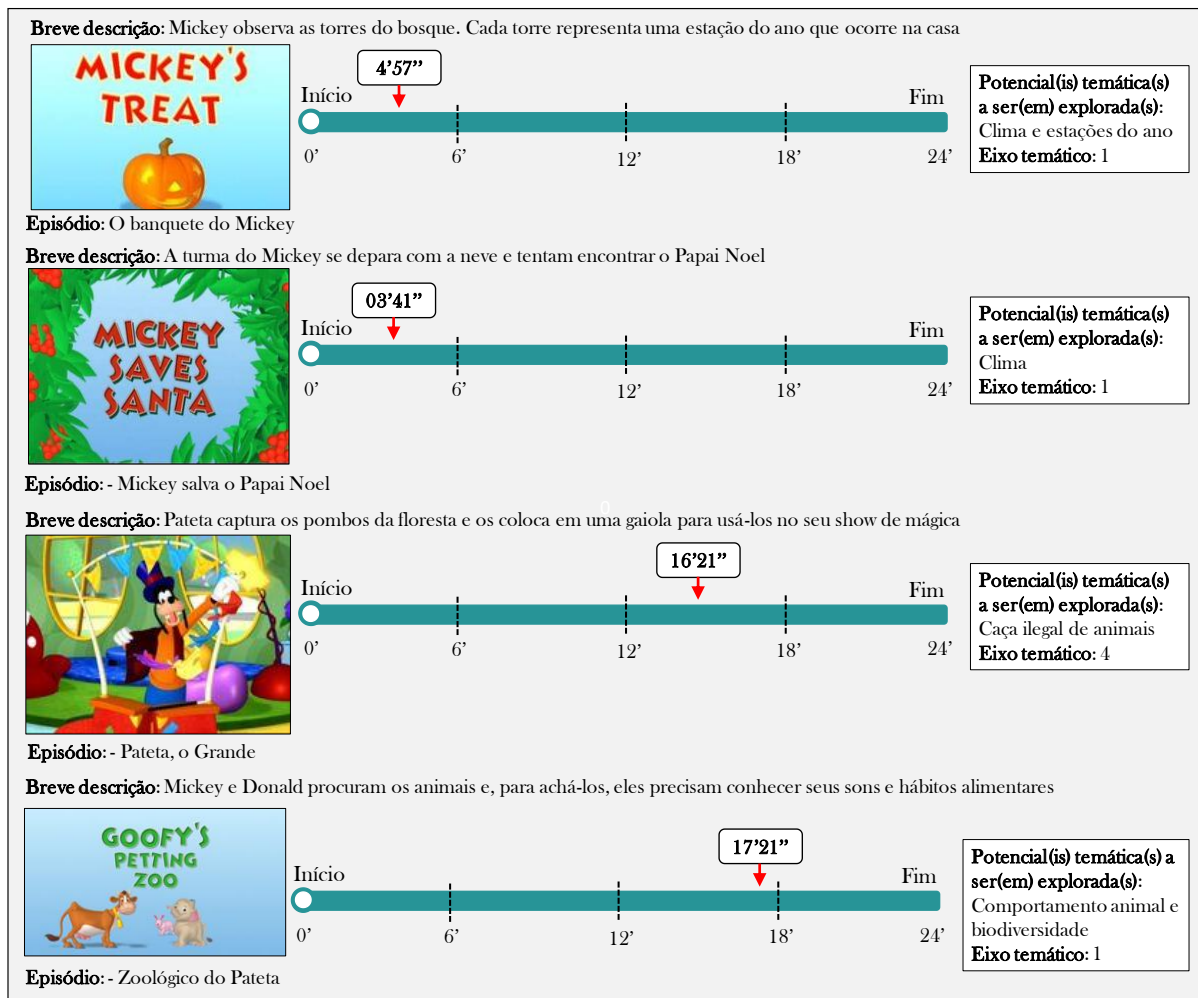 Breve descrição: Mickey observa as torres do bosque. Cada torre representa uma estação do ano que ocorre na casa
MICKEY'S
TREAT
4’57”
Início
Fim
0’
6’
12’
18’
24’
Potencial(is) temática(s)
a ser(em) explorada(s):
Clima e estações do ano
Eixo temático: 1
Episódio: O banquete do Mickey
Breve descrição: A turma do Mickey se depara com a neve e tentam encontrar o Papai Noel
MICKEY
SAVES
SANTA
03’41”
Início
Fim
0’
6’
12’
18’
24’
Potencial(is) temática(s)
a ser(em) explorada(s):
Clima
Eixo temático: 1
Episódio: - Mickey salva o Papai Noel
0
Breve descrição: Pateta captura os pombos da floresta e os coloca em uma gaiola para usá-los no seu show de mágica
16’21”
Início
Fim
0’
6’
12’
18’
24’
Potencial(is) temática(s)
a ser(em) explorada(s):
Caça ilegal de animais
Eixo temático: 4
Episódio: - Pateta, o Grande
Breve descrição: Mickey e Donald procuram os animais e, para achá-los, eles precisam conhecer seus sons e hábitos alimentares
GOOFY'S
PETTING
ZOO
17’21”
Início
Fim
0’
6’
12’
18’
24’
Potencial(is) temática(s) a
ser(em) explorada(s):
Comportamento animal e
biodiversidade
Eixo temático: 1
Episódio: - Zoológico do Pateta